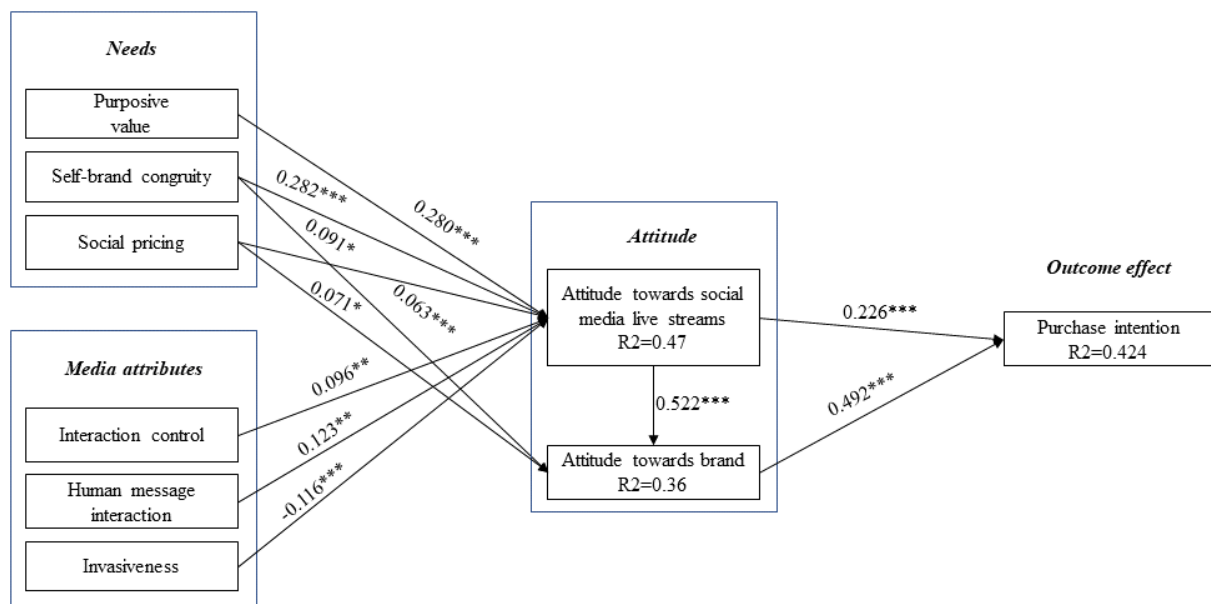 Needs
Purposive
value
Self-brand congruity
Social pricing
0.282***
0.280***
0.091*
0.071*
0.063***
Media attributes
Interaction control
Human message
interaction
Invasiveness
0.096**
0.123**
-0.116***
Attitude
Attitude towards social
media live streams
R2=0.47
0.522***
Attitude towards brand
R2=0.36
0.226***
0.492***
Outcome effect
Purchase intention
R2=0.424